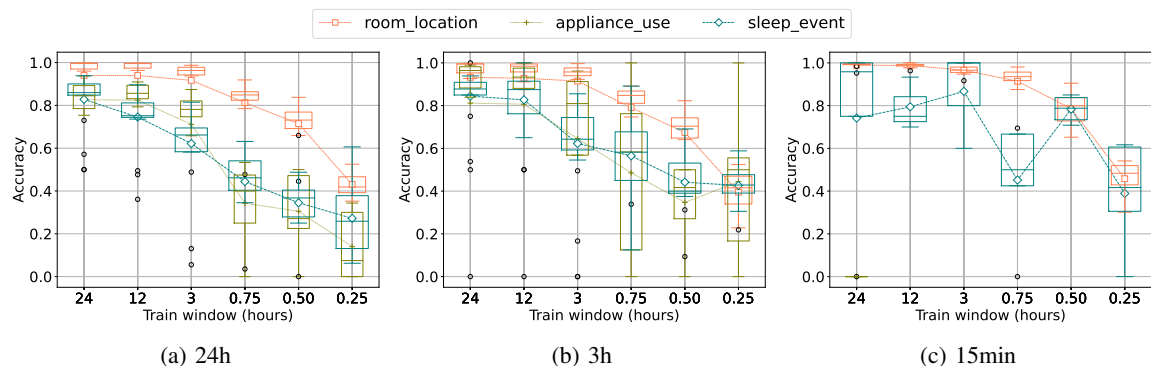 room_location appliance_use sleep_event
1.0
0.8
0.6
0.4
0.2
0.0
Accuracy
24 12 3 0.75 0.50 0.25
Train window (hours)
(a) 24h
1.0
0.8
0.6
0.4
0.2
0.0
Accuracy
24 12 3 0.75 0.50 0.25
Train window (hours)
(b) 3h
1.0
0.8
0.6
0.4
0.2
0.0
Accuracy
24 12 3 0.75 0.50 0.25
Train window (hours)
(c) 15min